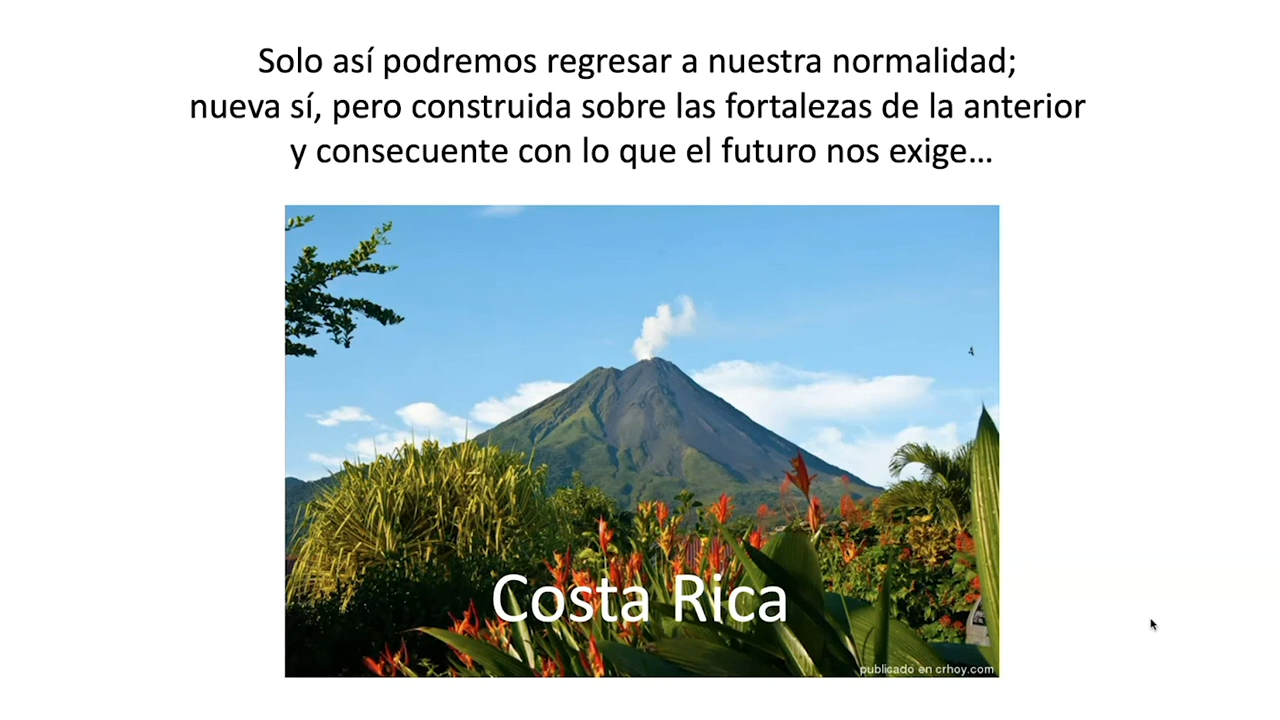 Solo así podremos regresar a nuestra normalidad;
nueva sí, pero construida sobre las fortalezas de la anterior
y consecuente con lo que el futuro nos exige…
Costa Rica
publicado en crhoy.com